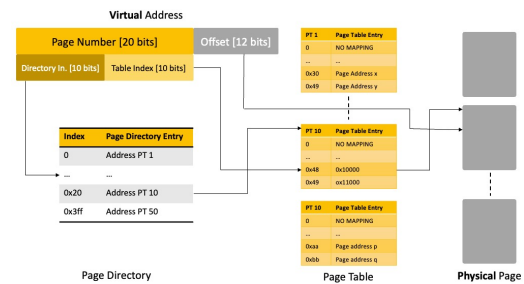 Virtual Address
Page Number [20 bits]
Offset [12 bits]
Directory In. [10 bits]
Table Index [10 bits]
Index Page Directory Entry
0 Address PT 1
... ...
0x20 Address PT 10
0x3ff Address PT 50
Page Directory
PT 1 Page Table Entry
0 NO MAPPING
... ...
0x30 Page Address x
0x49 Page Address y
PT 10 Page Table Entry
0 NO MAPPING
... ...
0x48 0x10000
0x49 ox11000
PT 10 Page Table Entry
0 NO MAPPING
... ...
0xaa Page address p
0xbb Page address q
Page Table
Physical Page